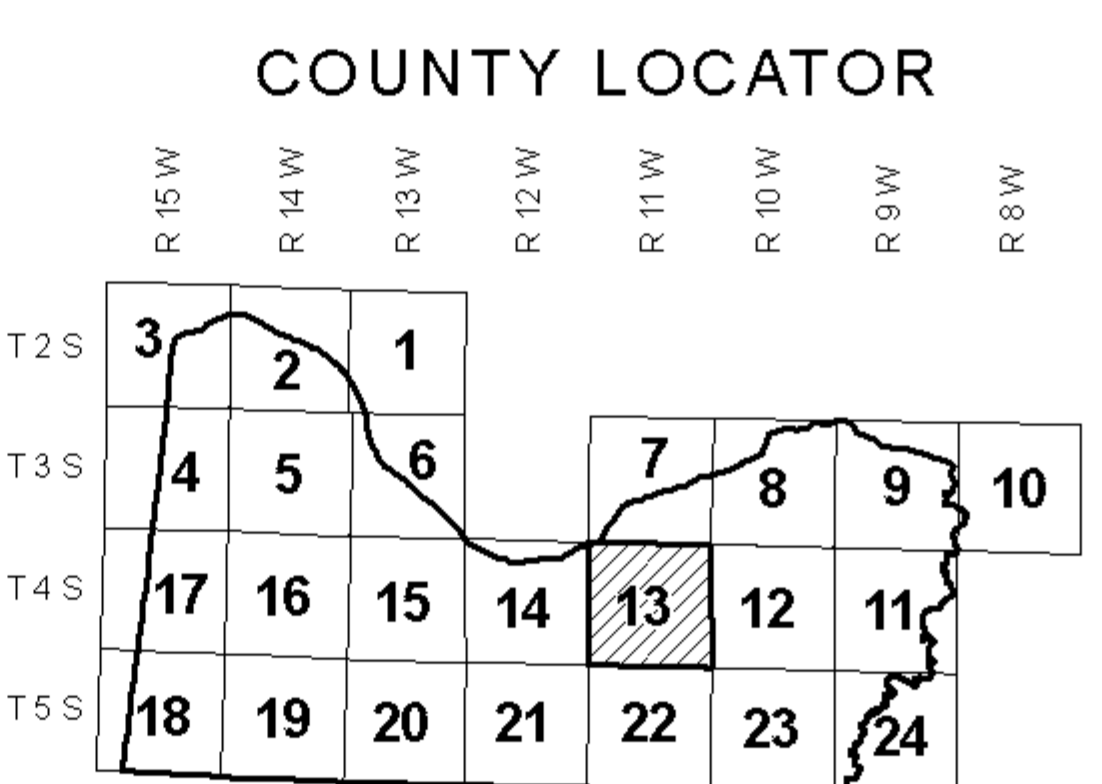 COUNTY LOCATOR
R 15 W R 14 W R 13 W R 12 W R 11 W R 10 W R 9 W R 8 W
T 2 S 3 2 1
T 3 S 4 5 6 7 8 9 10
T 4 S 17 16 15 14 13 12 11
T 5 S 18 19 20 21 22 23 24